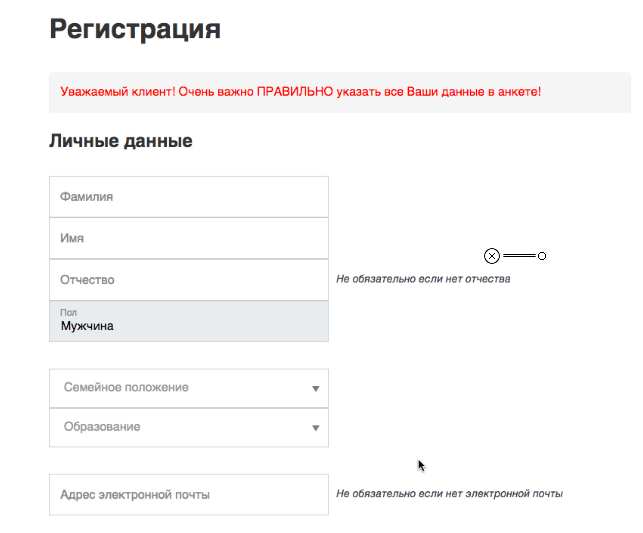 Регистрация
Уважаемый клиент! Очень важно ПРАВИЛЬНО указать все Ваши данные в анкете!
Личные данные
Фамилия
Имя
Отчество
Не обязательно если нет отчества
Пол
Мужчина
Семейное положение
Образование
Адрес электронной почты
Не обязательно если нет электронной почты